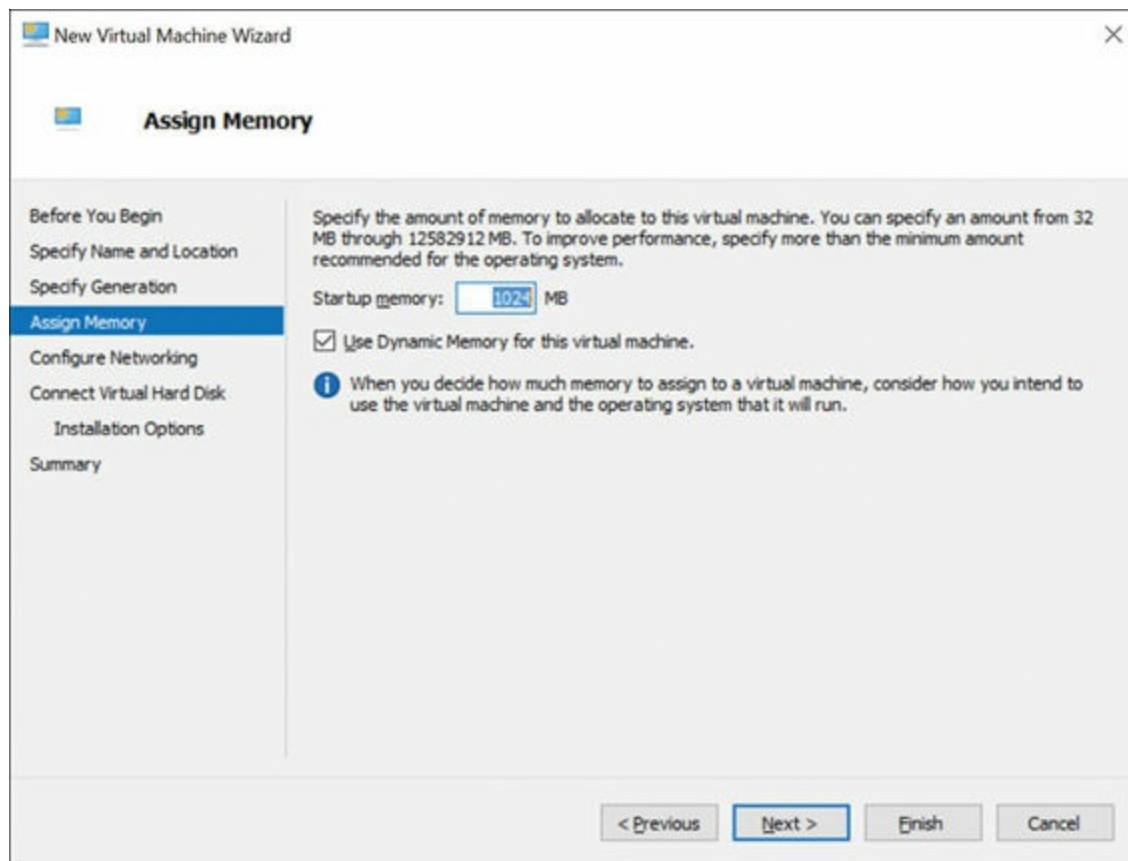 New Virtual Machine Wizard
Assign Memory
Before You Begin
Specify Name and Location
Specify Generation
Assign Memory
Configure Networking
Connect Virtual Hard Disk
Installation Options
Summary
Specify the amount of memory to allocate to this virtual machine. You can specify an amount from 32
MB through 12582912 MB. To improve performance, specify more than the minimum amount
recommended for the operating system.
Startup memory: 1024 MB
Use Dynamic Memory for this virtual machine.
When you decide how much memory to assign to a virtual machine, consider how you intend to
use the virtual machine and the operating system that it will run.
< Previous Next > Finish Cancel